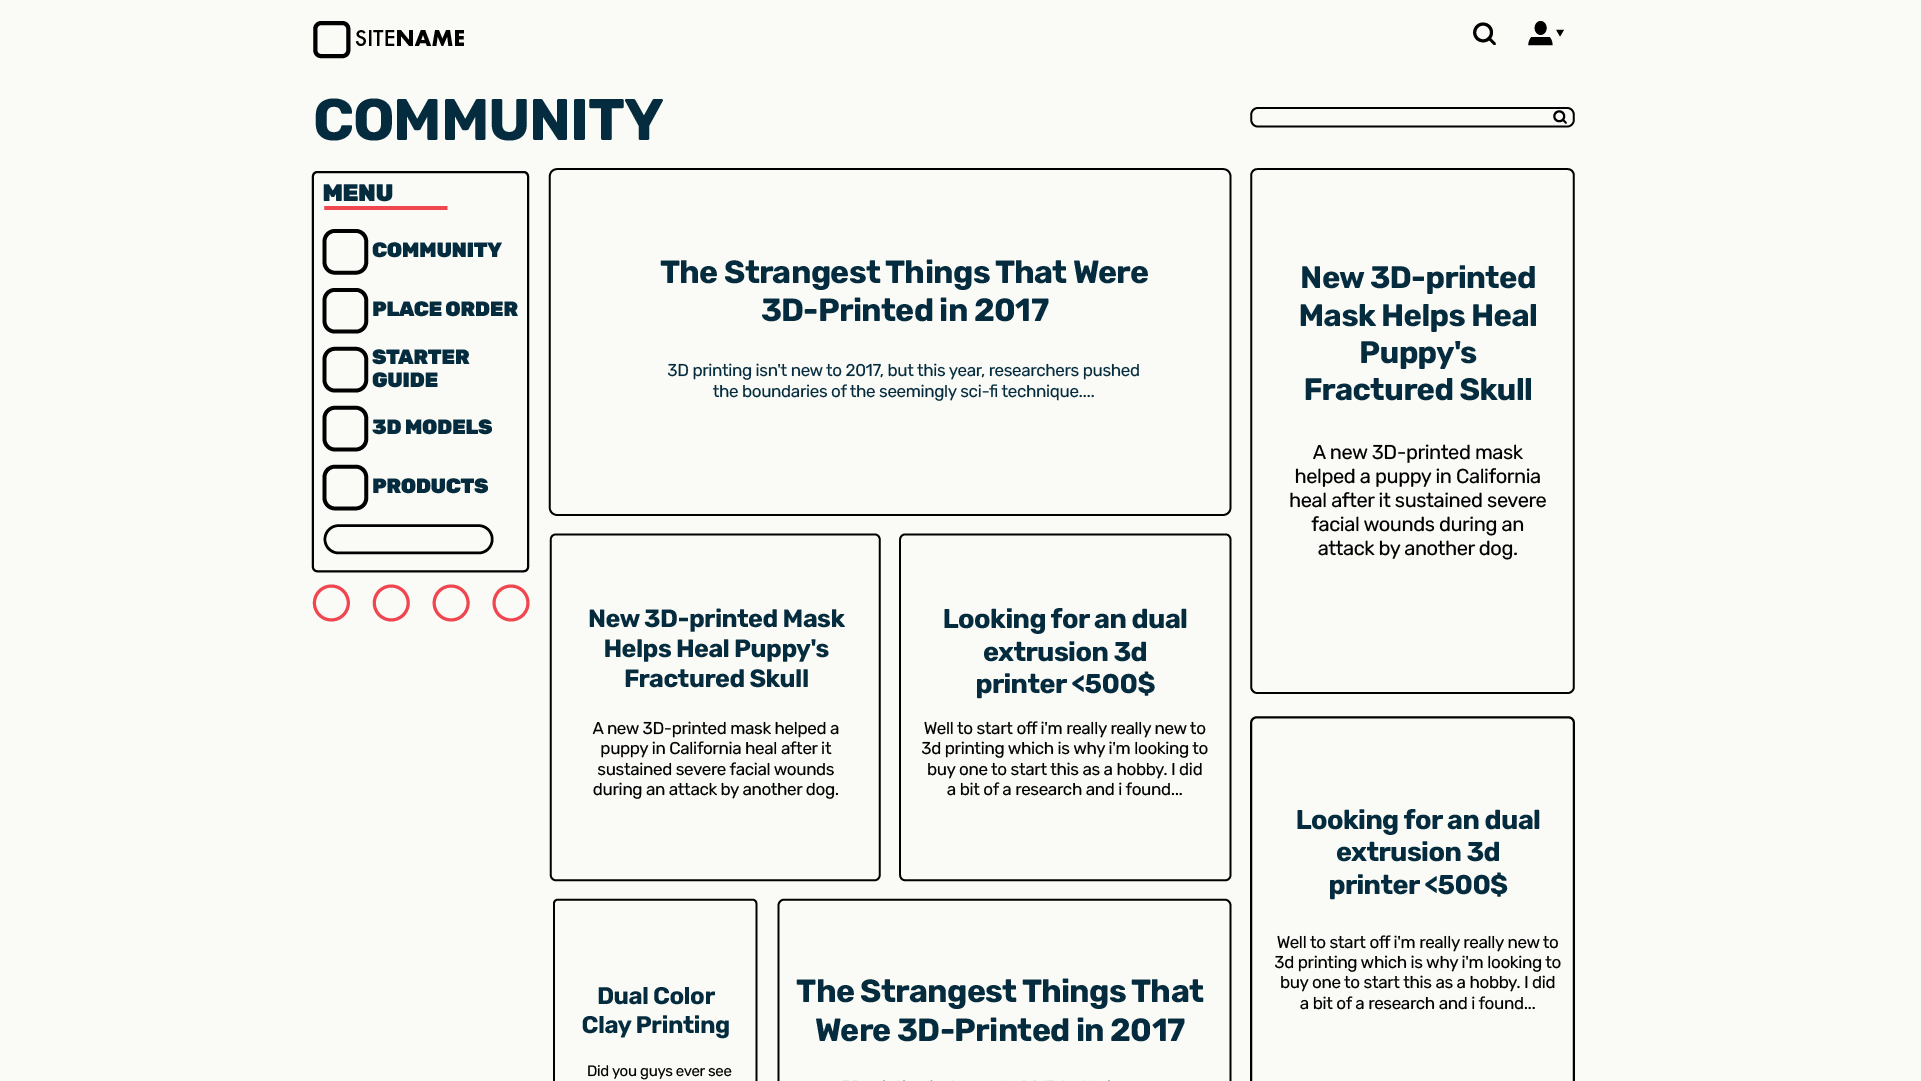 SITENAME
COMMUNITY
MENU
COMMUNITY
PLACE ORDER
STARTER
GUIDE
3D MODELS
PRODUCTS
The Strangest Things That Were
3D-Printed in 2017
3D printing isn't new to 2017, but this year, researchers pushed
the boundaries of the seemingly sci-fi technique....
New 3D-printed
Mask Helps Heal
Puppy's
Fractured Skull
A new 3D-printed mask
helped a puppy in California
heal after it sustained severe
facial wounds during an
attack by another dog.
New 3D-printed Mask
Helps Heal Puppy's
Fractured Skull
A new 3D-printed mask helped a
puppy in California heal after it
sustained severe facial wounds
during an attack by another dog.
Looking for an dual
extrusion 3d
printer <500$
Well to start off i'm really really new to
3d printing which is why i'm looking to
buy one to start this as a hobby. I did
a bit of a research and i found...
Looking for an dual
extrusion 3d
printer <500$
Well to start off i'm really really new to
3d printing which is why i'm looking to
buy one to start this as a hobby. I did
a bit of a research and i found...
Dual Color
Clay Printing
Did you guys ever see
The Strangest Things That
Were 3D-Printed in 2017